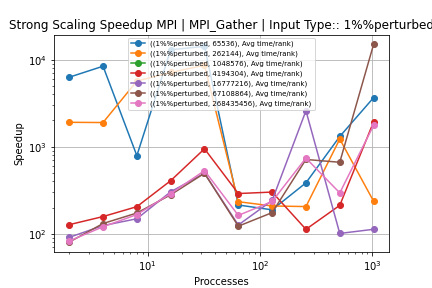 Strong Scaling Speedup MPI | MPI_Gather | Input Type:: 1%%perturbed
((1%%perturbed, 65536), Avg time/rank)
((1%%perturbed, 262144), Avg time/rank)
((1%%perturbed, 1048576), Avg time/rank)
((1%%perturbed, 4194304), Avg time/rank)
((1%%perturbed, 16777216), Avg time/rank)
((1%%perturbed, 67108864), Avg time/rank)
((1%%perturbed, 268435456), Avg time/rank)
Speedup
10⁴
10³
10²
10¹
10²
10³
Proccesses